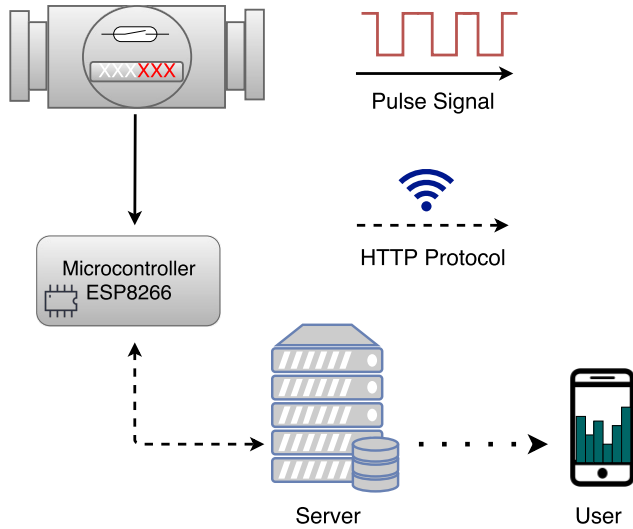 XXXXXX
Pulse Signal
HTTP Protocol
Microcontroller
ESP8266
Server
User